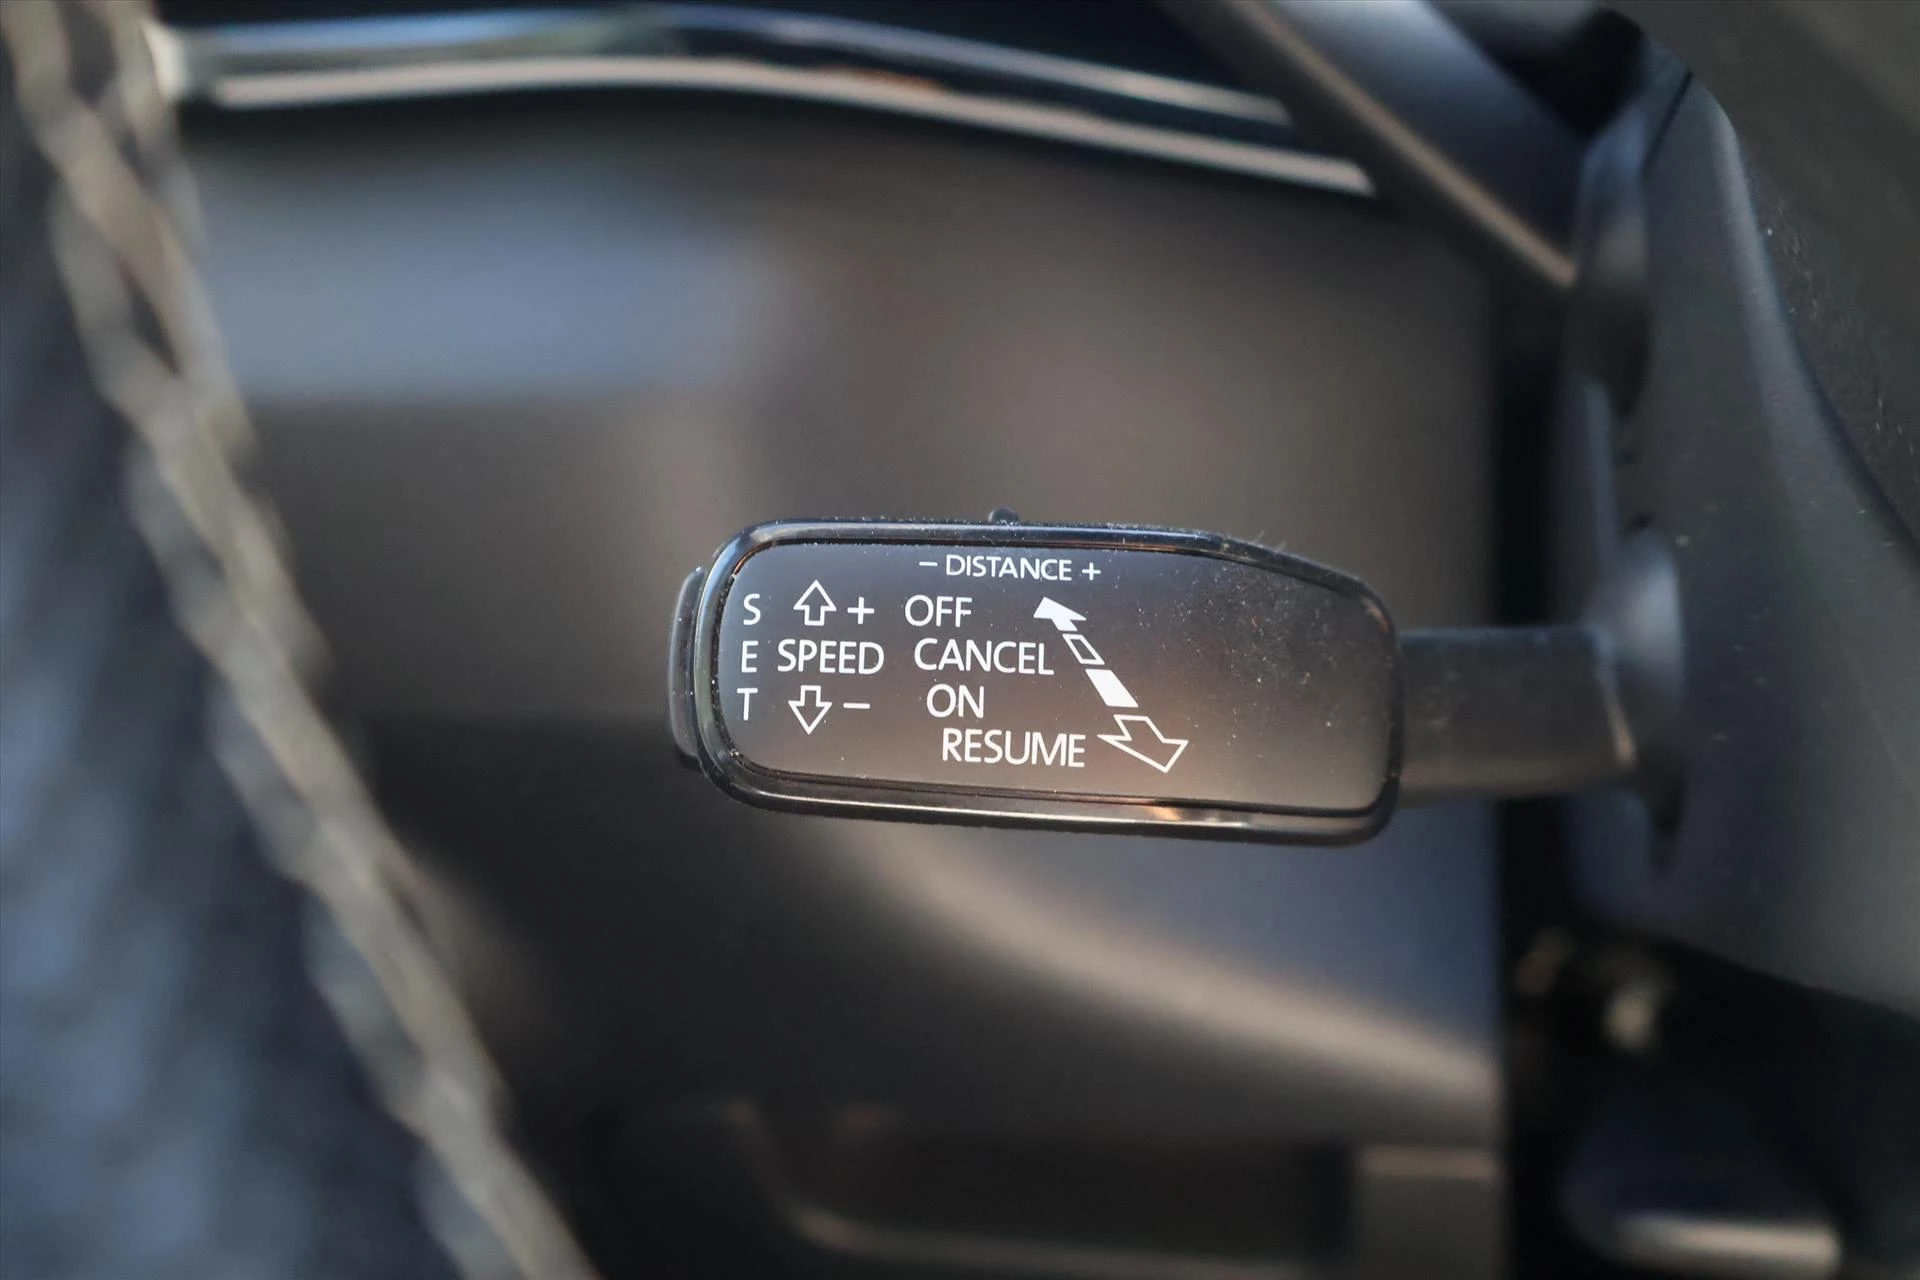 − DISTANCE +
S + OFF
E SPEED CANCEL
T − ON
RESUME